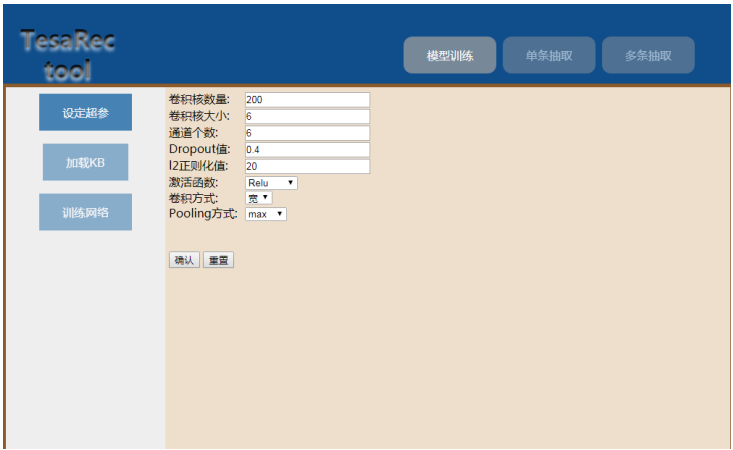 TesaRec
tool
模型训练
单条抽取
多条抽取
设定超参
加载KB
训练网络
卷积核数量: 200
卷积核大小: 6
通道个数: 6
Dropout值: 0.4
l2正则化值: 20
激活函数: Relu
卷积方式: 宽
Pooling方式: max
确认 重置